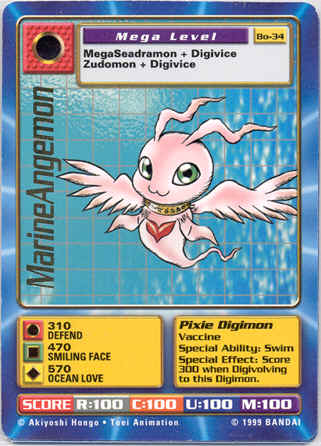 Mega Level
Bo-34
MegaSeadramon + Digivice
Zudomon + Digivice
MarineAngemon
310
DEFEND
470
SMILING FACE
570
OCEAN LOVE
Pixie Digimon
Vaccine
Special Ability: Swim
Special Effect: Score
300 when Digivolving
to this Digimon.
SCORE R:100 C:100 U:100 M:100
© Akiyoshi Hongo • Toei Animation © 1999 BANDAI